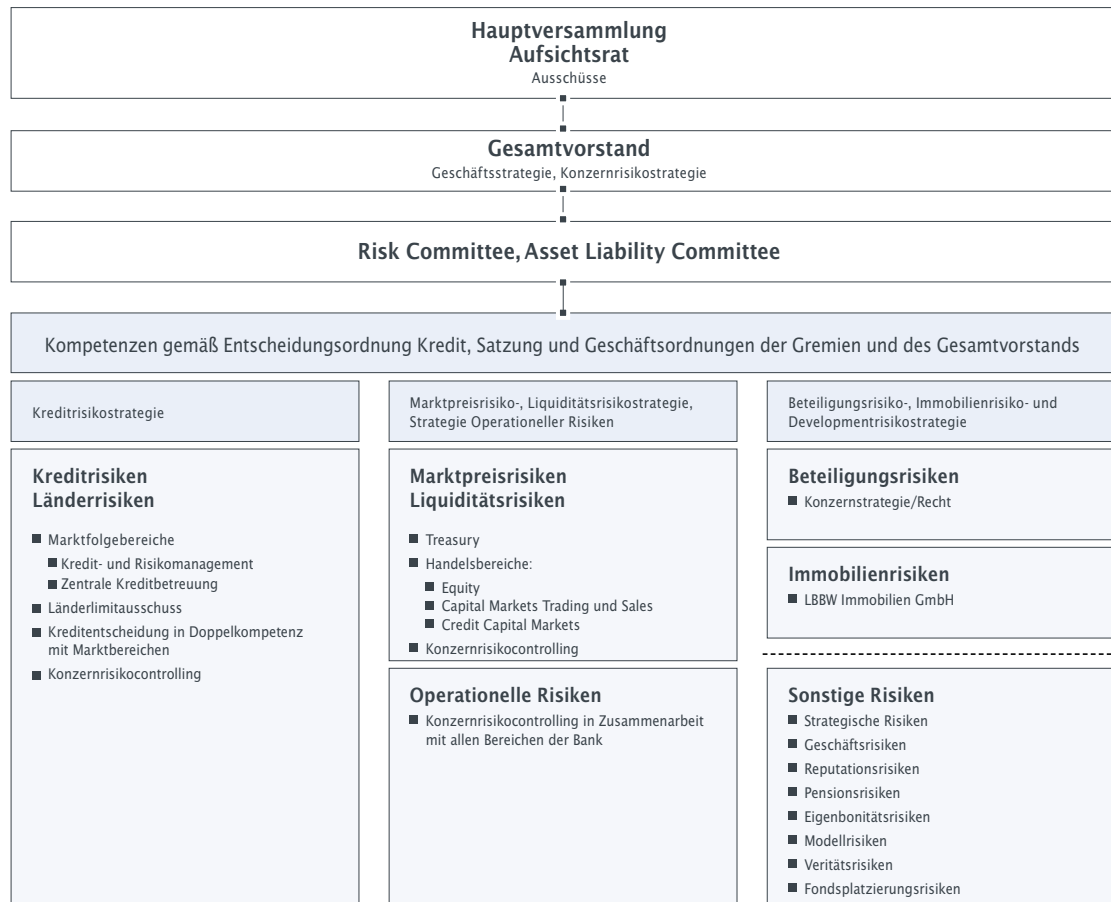 Hauptversammlung
Aufsichtsrat
Ausschüsse
Gesamtvorstand
Geschäftsstrategie, Konzernrisikostrategie
Risk Committee, Asset Liability Committee
Kompetenzen gemäß Entscheidungsordnung Kredit, Satzung und Geschäftsordnungen der Gremien und des Gesamtvorstands
Kreditrisikostrategie
Kreditrisiken
Länderrisiken
Marktfolgebereiche
Kredit- und Risikomanagement
Zentrale Kreditbetreuung
Länderlimitausschuss
Kreditentscheidung in Doppelkompetenz
mit Marktbereichen
Konzernrisikocontrolling
Marktpreisrisiko-, Liquiditätsrisikostrategie,
Strategie Operationeller Risiken
Marktpreisrisiken
Liquiditätsrisiken
Treasury
Handelsbereiche:
Equity
Capital Markets Trading und Sales
Credit Capital Markets
Konzernrisikocontrolling
Operationelle Risiken
Konzernrisikocontrolling in Zusammenarbeit
mit allen Bereichen der Bank
Beteiligungsrisiko-, Immobilienrisiko- und
Developmentrisikostrategie
Beteiligungsrisiken
Konzernstrategie/Recht
Immobilienrisiken
LBBW Immobilien GmbH
Sonstige Risiken
Strategische Risiken
Geschäftsrisiken
Reputationsrisiken
Pensionsrisiken
Eigenbonitätsrisiken
Modellrisiken
Veritätsrisiken
Fondsplatzierungsrisiken